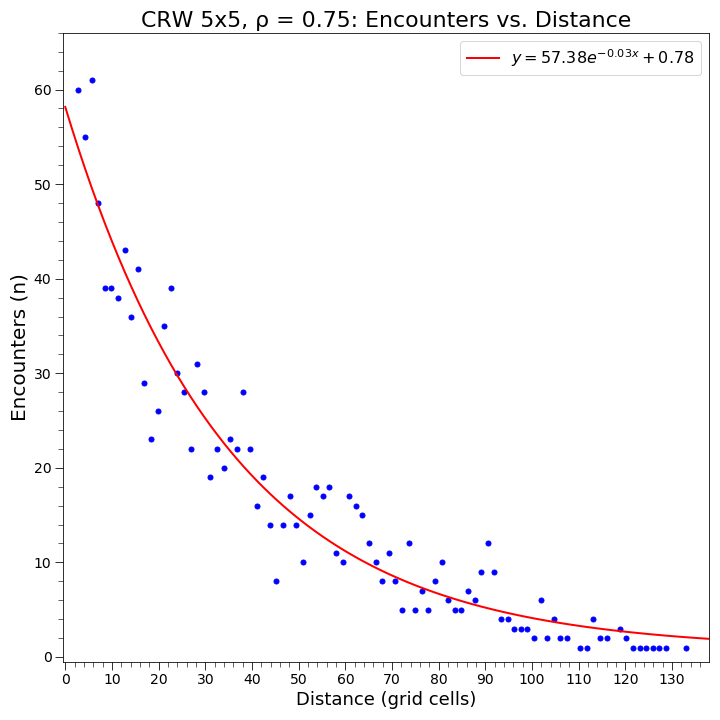 CRW 5x5, ρ = 0.75: Encounters vs. Distance
y = 57.38e^{-0.03x} + 0.78
Encounters (n)
60
50
40
30
20
10
0
0 10 20 30 40 50 60 70 80 90 100 110 120 130
Distance (grid cells)